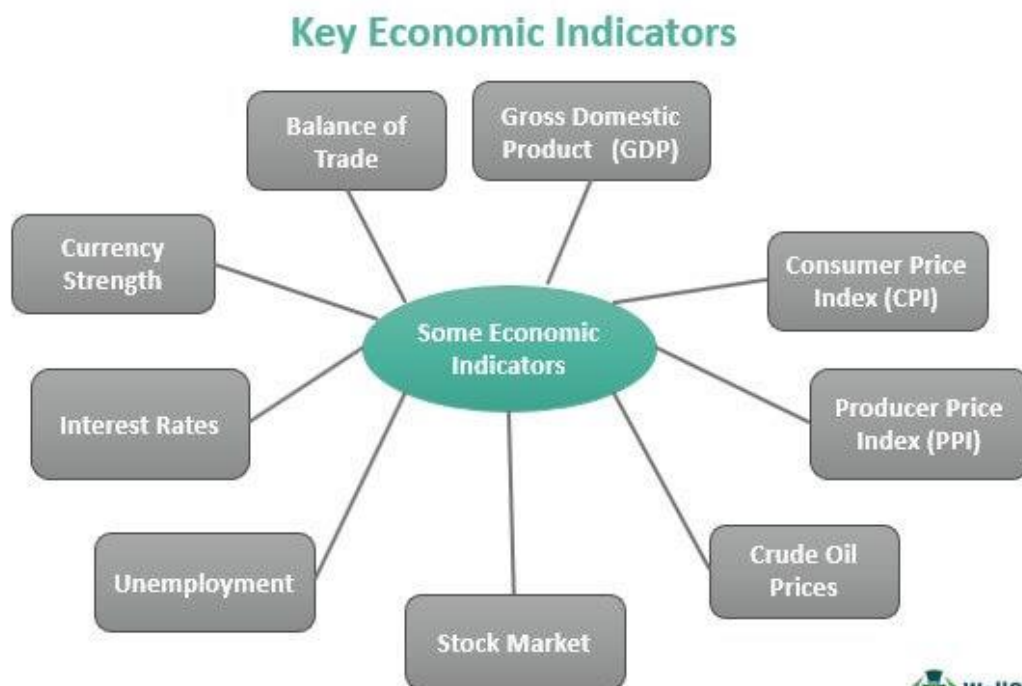 Key Economic Indicators
Balance of
Trade
Gross Domestic
Product (GDP)
Currency
Strength
Consumer Price
Index (CPI)
Some Economic
Indicators
Interest Rates
Producer Price
Index (PPI)
Unemployment
Crude Oil
Prices
Stock Market